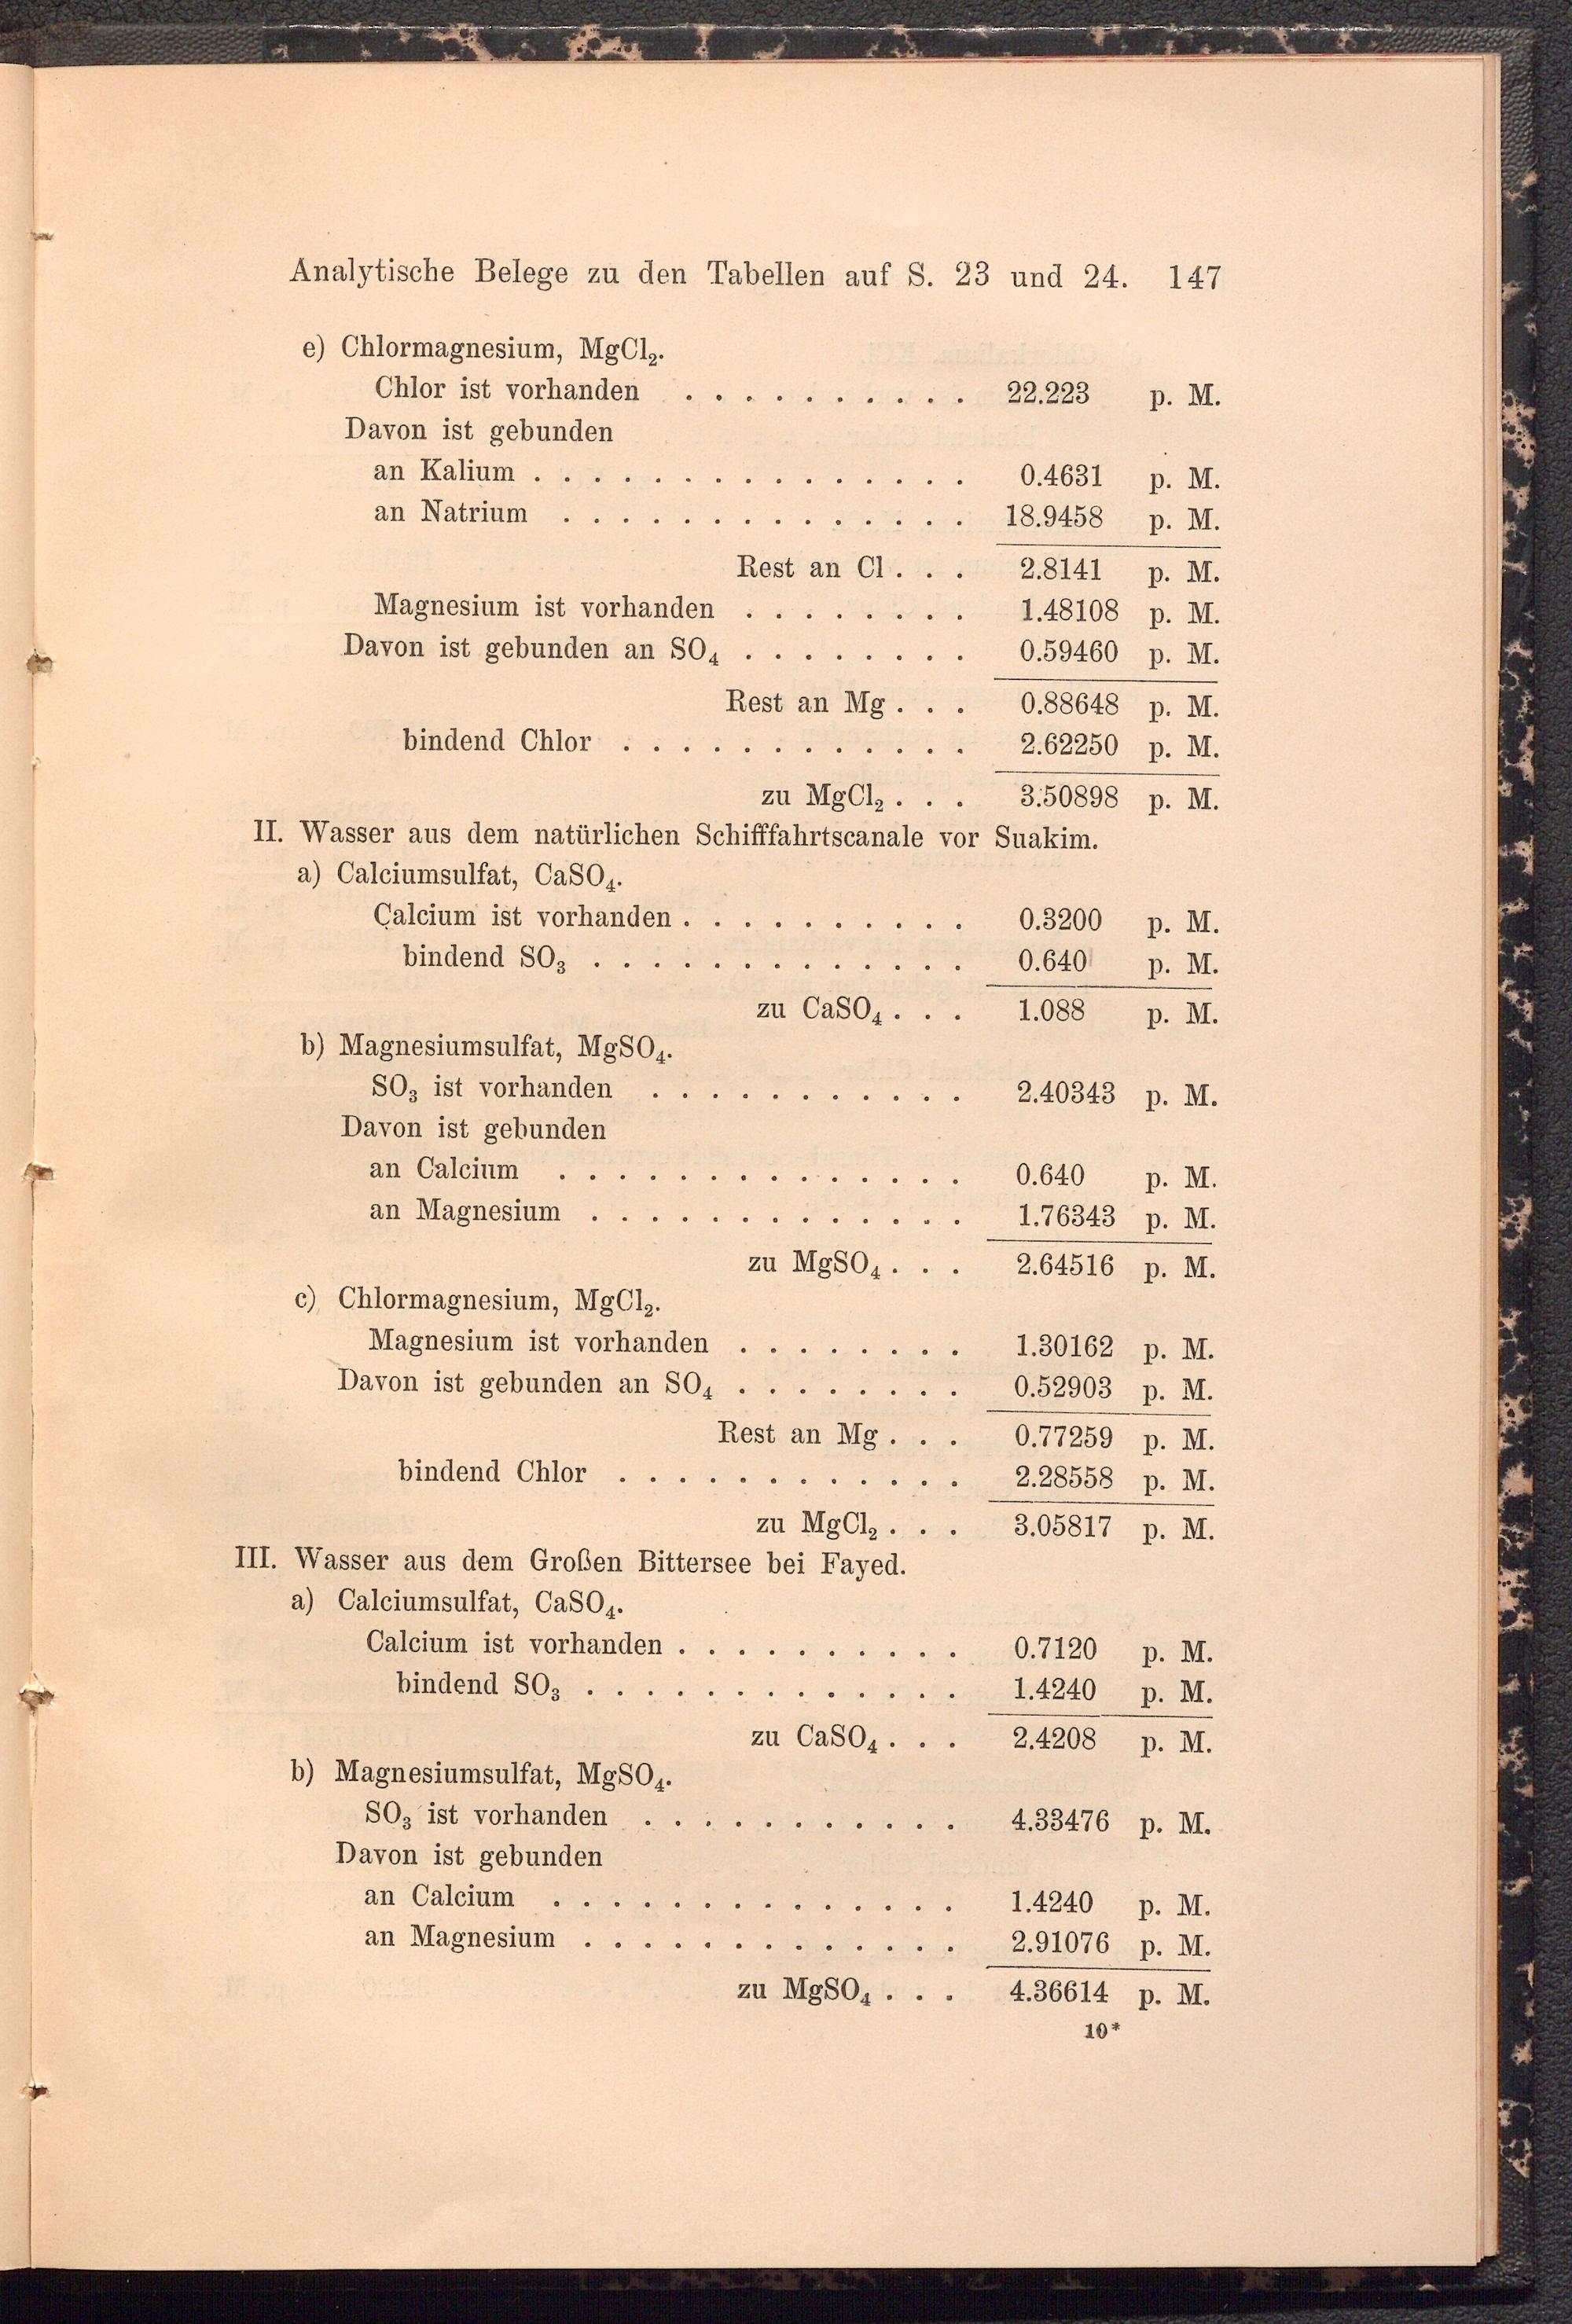 Analytische Belege zu den Tabellen auf S. 23 und 24. 147
e) Chlormagnesium, MgCl₂.
Chlor ist vorhanden . . . . . . . . . . 22.223 p. M.
Davon ist gebunden
an Kalium . . . . . . . . . . . . . . . 0.4631 p. M.
an Natrium . . . . . . . . . . . . . . 18.9458 p. M.
Rest an Cl . . . 2.8141 p. M.
Magnesium ist vorhanden . . . . . . . . 1.48108 p. M.
Davon ist gebunden an SO₄ . . . . . . . . 0.59460 p. M.
Rest an Mg . . . 0.88648 p. M.
bindend Chlor . . . . . . . . . . . . 2.62250 p. M.
zu MgCl₂ . . . 3.50898 p. M.
II. Wasser aus dem natürlichen Schifffahrtscanale vor Suakim.
a) Calciumsulfat, CaSO₄.
Calcium ist vorhanden . . . . . . . . . . 0.3200 p. M.
bindend SO₃ . . . . . . . . . . . . . 0.640 p. M.
zu CaSO₄ . . . 1.088 p. M.
b) Magnesiumsulfat, MgSO₄.
SO₃ ist vorhanden . . . . . . . . . . . 2.40343 p. M.
Davon ist gebunden
an Calcium . . . . . . . . . . . . . . 0.640 p. M.
an Magnesium . . . . . . . . . . . . . 1.76343 p. M.
zu MgSO₄ . . . 2.64516 p. M.
c) Chlormagnesium, MgCl₂.
Magnesium ist vorhanden . . . . . . . . 1.30162 p. M.
Davon ist gebunden an SO₄ . . . . . . . . 0.52903 p. M.
Rest an Mg . . . 0.77259 p. M.
bindend Chlor . . . . . . . . . . . . 2.28558 p. M.
zu MgCl₂ . . . 3.05817 p. M.
III. Wasser aus dem Großen Bittersee bei Fayed.
a) Calciumsulfat, CaSO₄.
Calcium ist vorhanden . . . . . . . . . . 0.7120 p. M.
bindend SO₃ . . . . . . . . . . . . . 1.4240 p. M.
zu CaSO₄ . . . 2.4208 p. M.
b) Magnesiumsulfat, MgSO₄.
SO₃ ist vorhanden . . . . . . . . . . . 4.33476 p. M.
Davon ist gebunden
an Calcium . . . . . . . . . . . . . . 1.4240 p. M.
an Magnesium . . . . . . . . . . . . . 2.91076 p. M.
zu MgSO₄ . . . 4.36614 p. M.
10*